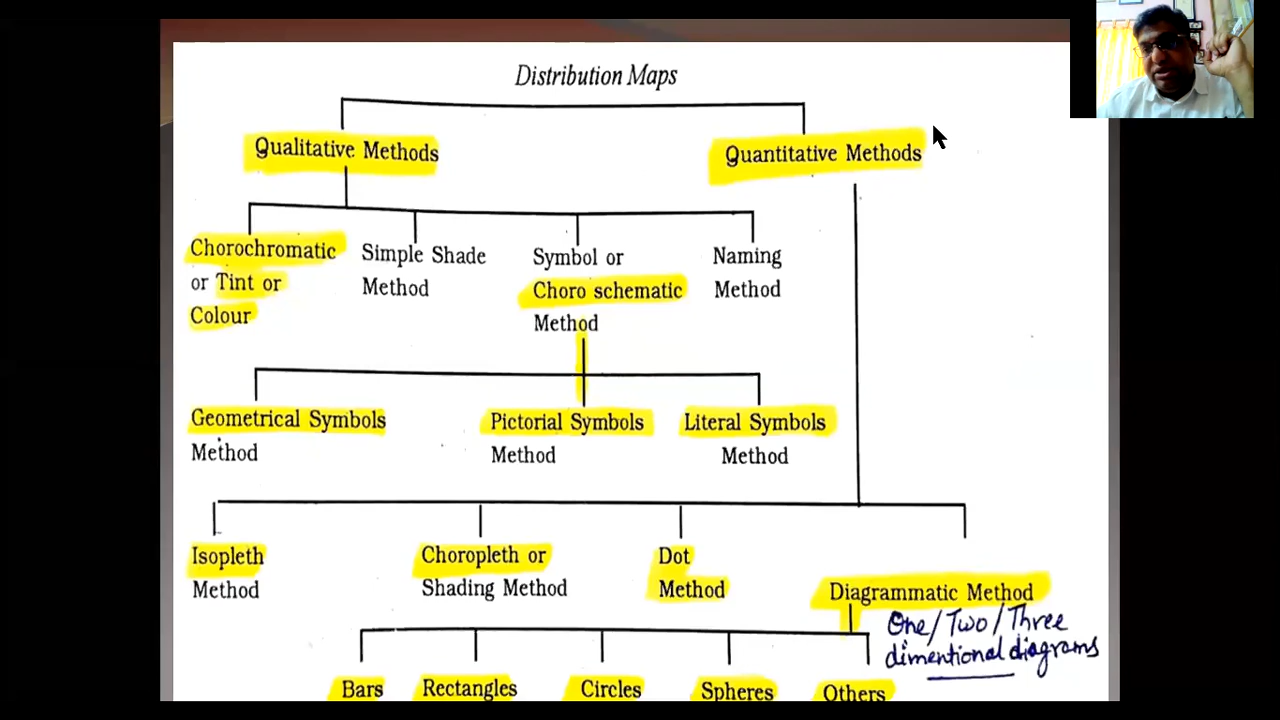 Distribution Maps
Qualitative Methods
Quantitative Methods
Chorochromatic
or Tint or
Colour
Simple Shade
Method
Symbol or
Choro schematic
Method
Naming
Method
Geometrical Symbols
Method
Pictorial Symbols
Method
Literal Symbols
Method
Isopleth
Method
Choropleth or
Shading Method
Dot
Method
Diagrammatic Method
One/Two/Three
dimentional diagrams
Bars
Rectangles
Circles
Spheres
Others